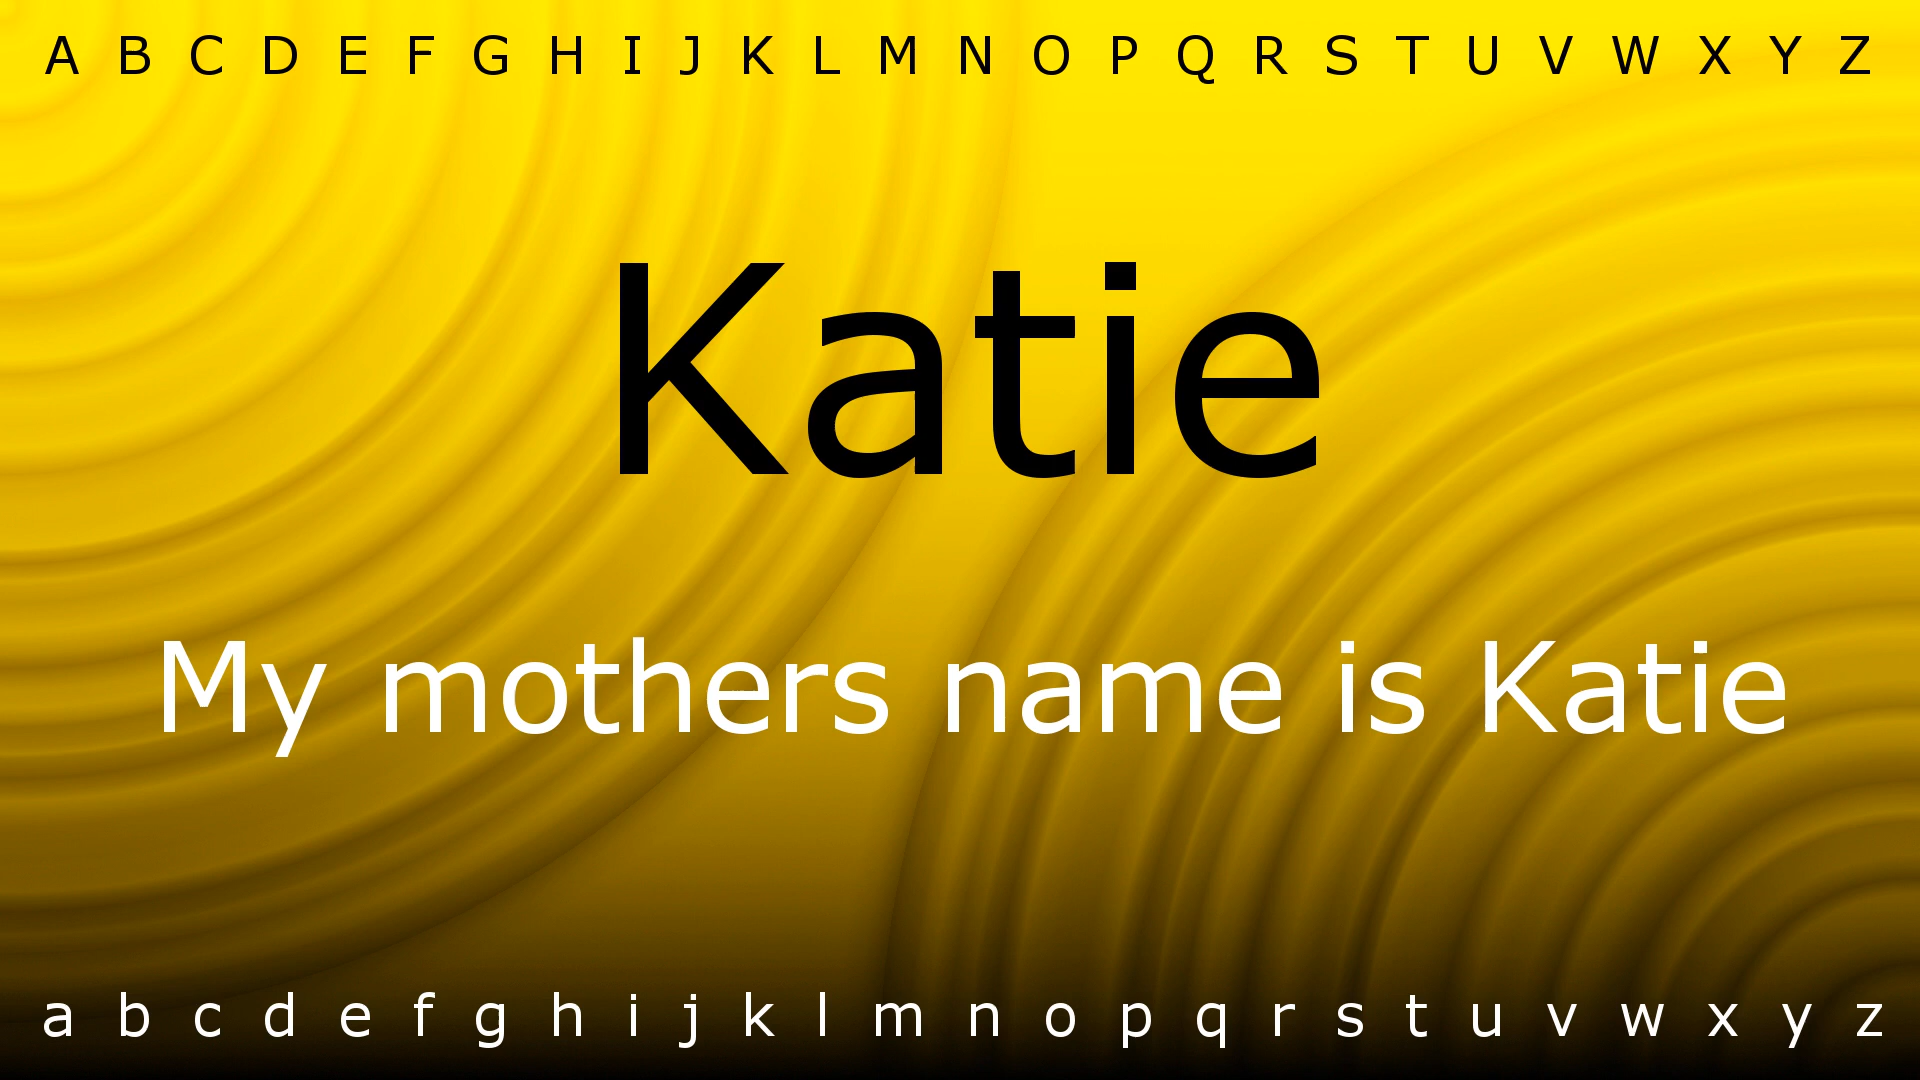 A B C D E F G H I J K L M N O P Q R S T U V W X Y Z
Katie
My mothers name is Katie
a b c d e f g h i j k l m n o p q r s t u v w x y z